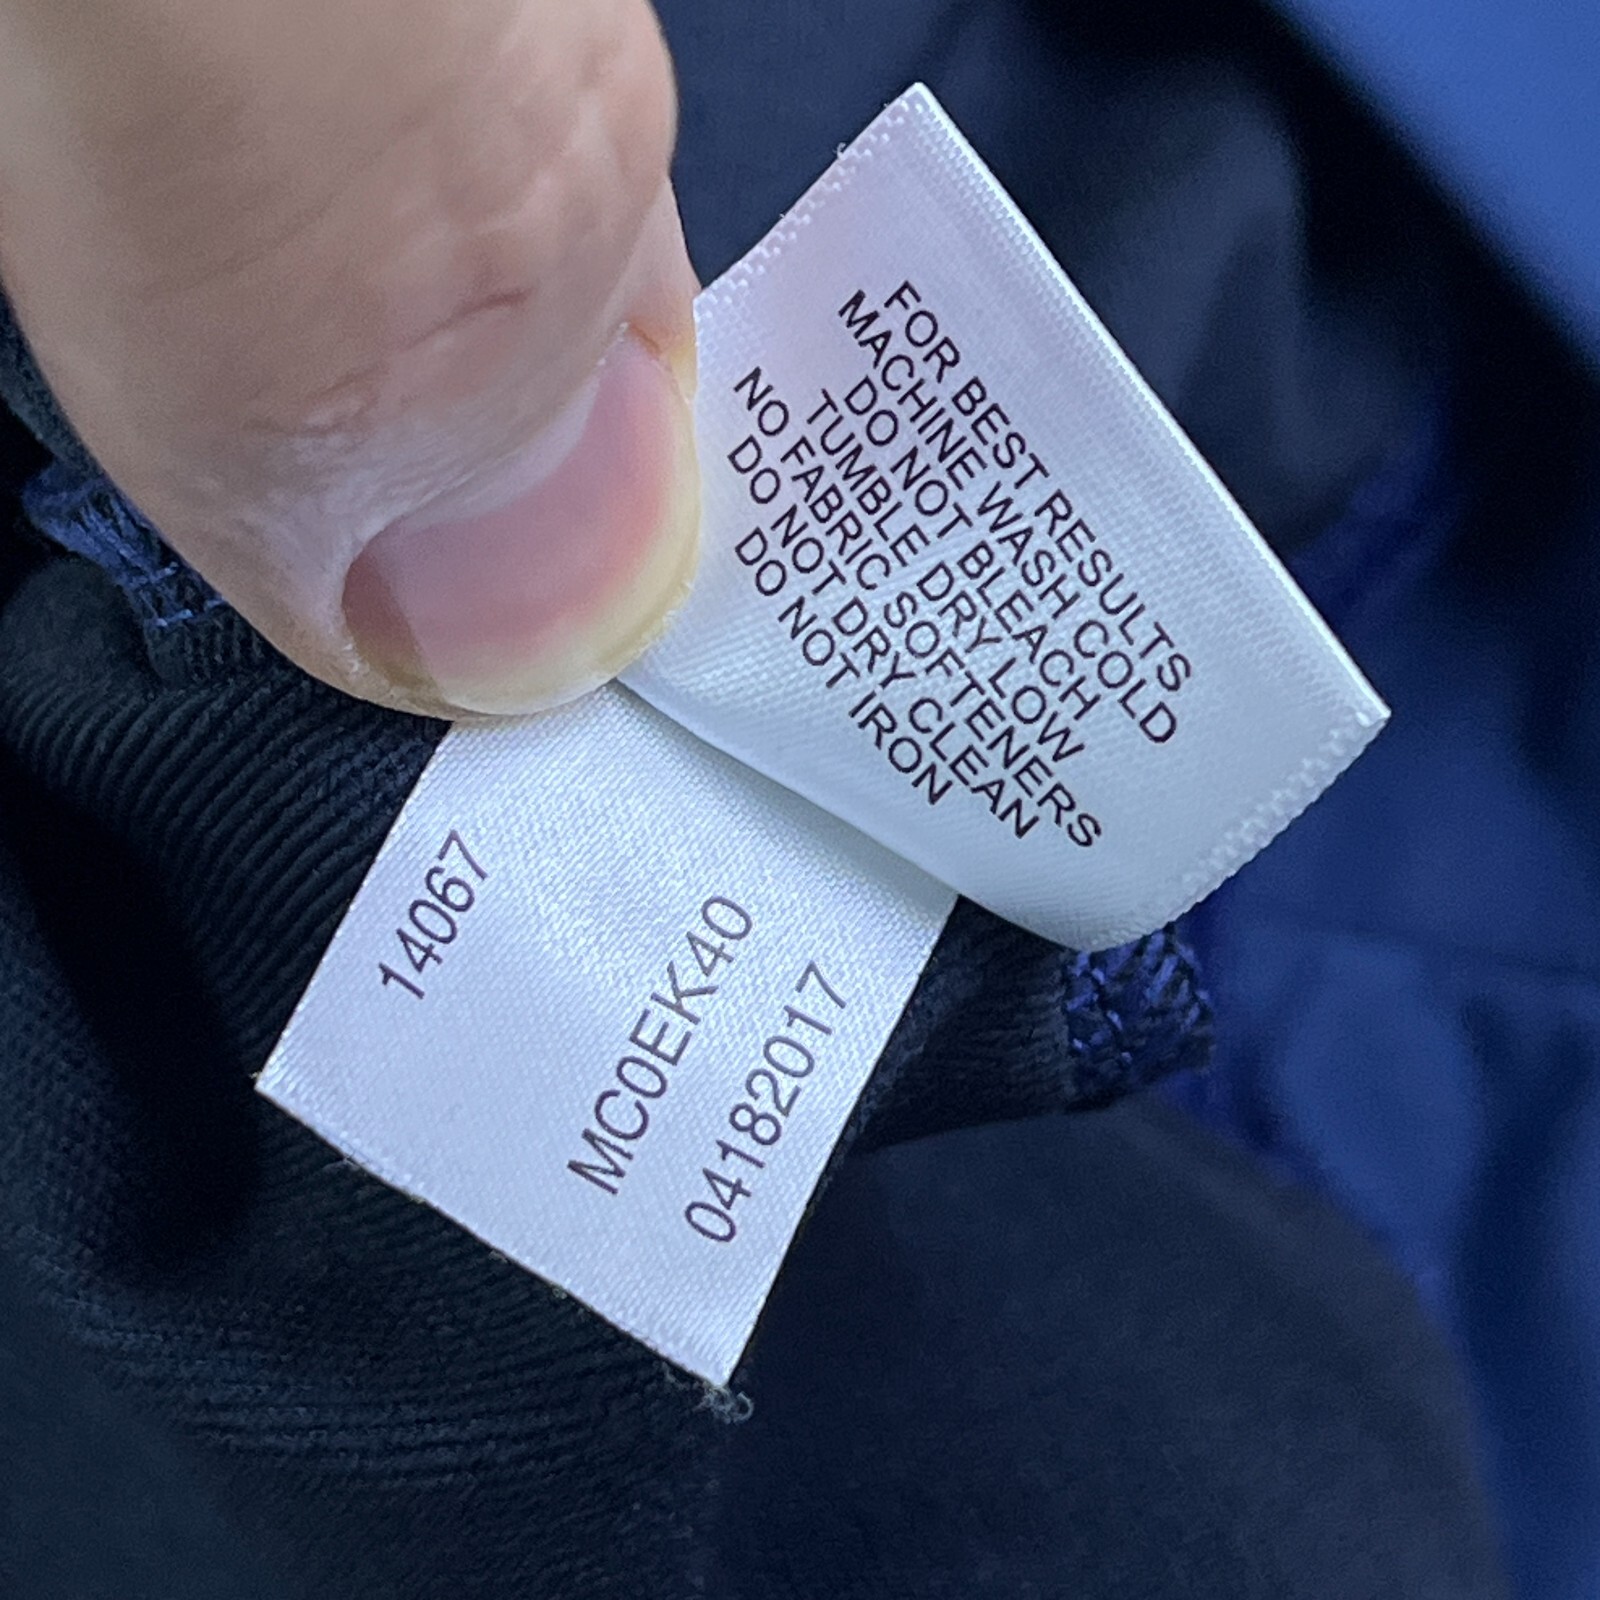 FOR BEST RESULTS
MACHINE WASH COLD
DO NOT BLEACH
TUMBLE DRY LOW
NO FABRIC SOFTENERS
DO NOT DRY CLEAN
DO NOT IRON
14067
MC0EK40
04182017